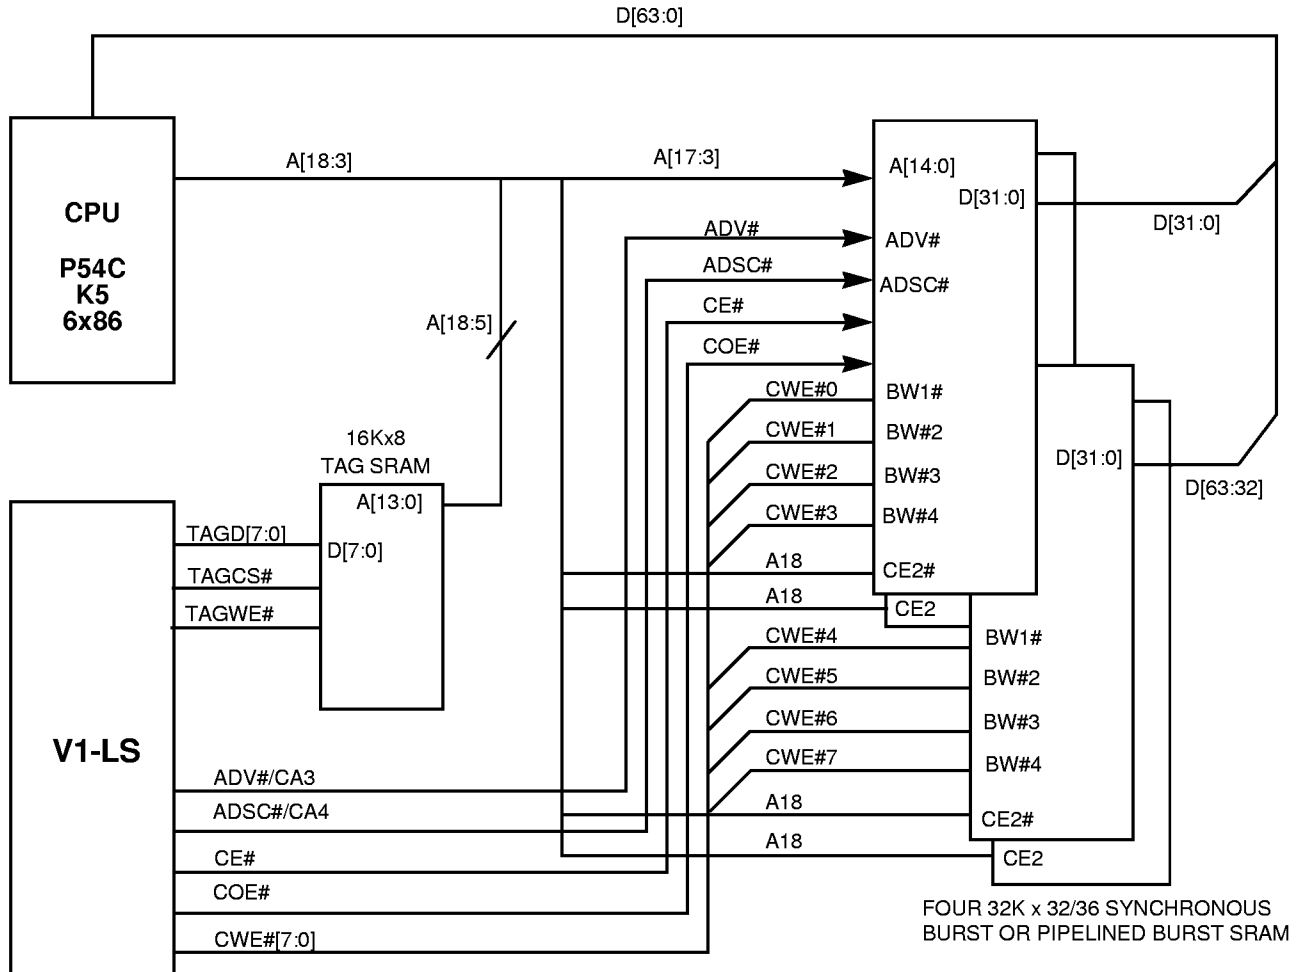 D[63:0]
A[18:3]
A[17:3]
CPU
P54C
K5
6x86
A[14:0]
D[31:0]
D[31:0]
ADV#
ADV#
ADSC#
ADSC#
CE#
COE#
A[18:5]
CWE#0
BW1#
CWE#1
BW#2
CWE#2
BW#3
CWE#3
BW#4
D[31:0]
D[63:32]
16Kx8
TAG SRAM
A[13:0]
D[7:0]
TAGD[7:0]
TAGCS#
TAGWE#
A18
CE2#
A18
CE2
CWE#4
BW1#
CWE#5
BW#2
CWE#6
BW#3
CWE#7
BW#4
A18
CE2#
A18
CE2
V1-LS
ADV#/CA3
ADSC#/CA4
CE#
COE#
CWE#[7:0]
FOUR 32K x 32/36 SYNCHRONOUS
BURST OR PIPELINED BURST SRAM